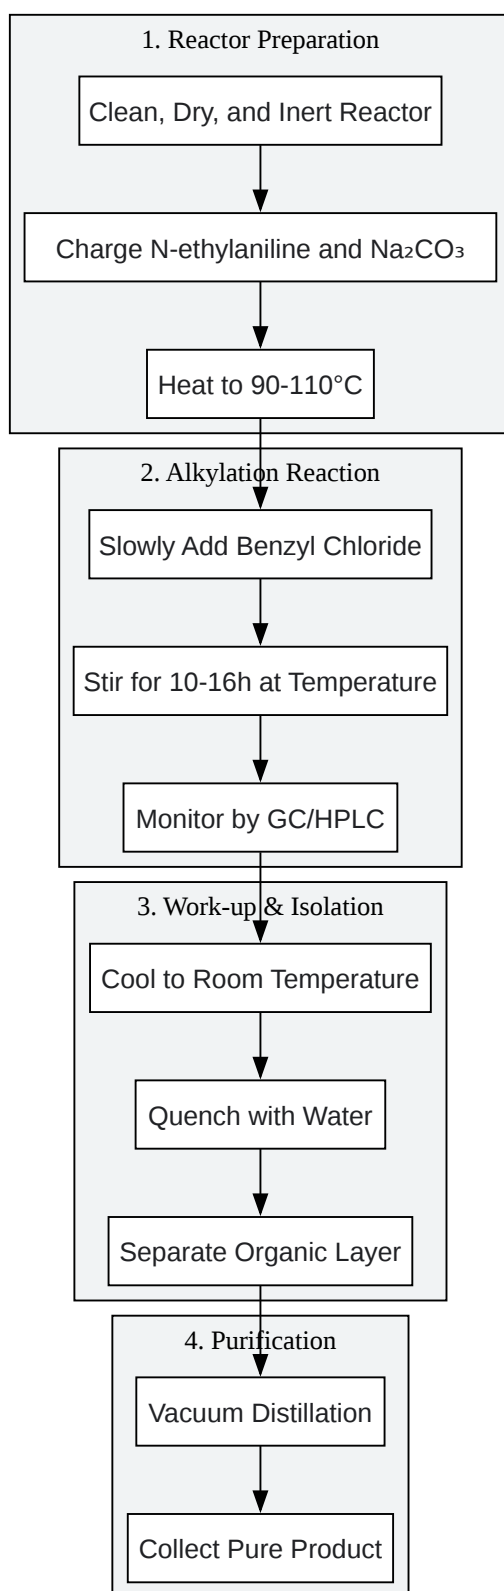 1. Reactor Preparation
Clean, Dry, and Inert Reactor
Charge N-ethylaniline and Na₂CO₃
Heat to 90-110°C
2. Alkylation Reaction
Slowly Add Benzyl Chloride
Stir for 10-16h at Temperature
Monitor by GC/HPLC
3. Work-up & Isolation
Cool to Room Temperature
Quench with Water
Separate Organic Layer
4. Purification
Vacuum Distillation
Collect Pure Product